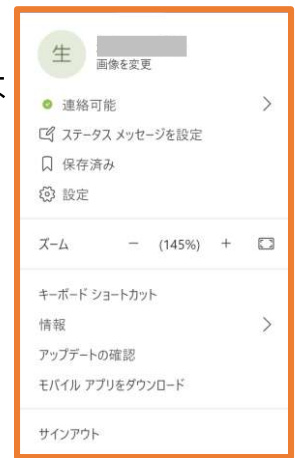 生
画像を変更
連絡可能
ステータス メッセージを設定
保存済み
設定
ズーム － (145%) ＋
キーボード ショートカット
情報
アップデートの確認
モバイル アプリをダウンロード
サインアウト